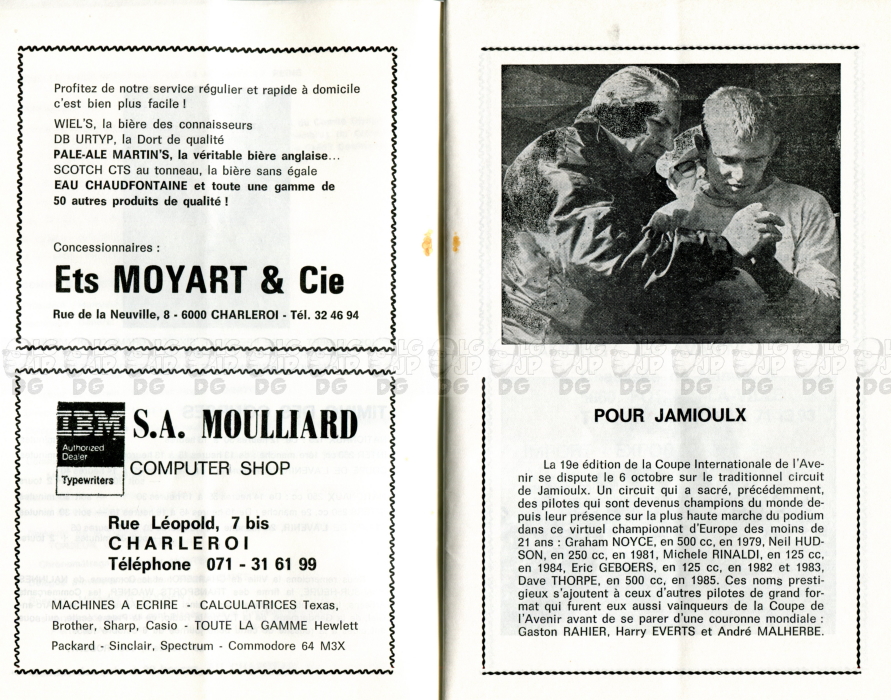 Profitez de notre service régulier et rapide à domicile
c'est bien plus facile !
WIEL'S, la bière des connaisseurs
DB URTYP, la Dort de qualité
PALE-ALE MARTIN'S, la véritable bière anglaise...
SCOTCH CTS au tonneau, la bière sans égale
EAU CHAUDFONTAINE et toute une gamme de
50 autres produits de qualité !
Concessionnaires :
Ets MOYART & Cie
Rue de la Neuville, 8 - 6000 CHARLEROI - Tél. 32 46 94
IBM
Authorized
Dealer
Typewriters
S.A. MOULLIARD
COMPUTER SHOP
Rue Léopold, 7 bis
CHARLEROI
Téléphone 071 - 31 61 99
MACHINES A ECRIRE - CALCULATRICES Texas,
Brother, Sharp, Casio - TOUTE LA GAMME Hewlett
Packard - Sinclair, Spectrum - Commodore 64 M3X
POUR JAMIOULX
La 19e édition de la Coupe Internationale de l'Ave-
nir se dispute le 6 octobre sur le traditionnel circuit
de Jamioulx. Un circuit qui a sacré, précédemment,
des pilotes qui sont devenus champions du monde de-
puis leur présence sur la plus haute marche du podium
dans ce virtuel championnat d'Europe des moins de
21 ans : Graham NOYCE, en 500 cc, en 1979, Neil HUD-
SON, en 250 cc, en 1981, Michele RINALDI, en 125 cc,
en 1984, Eric GEBOERS, en 125 cc, en 1982 et 1983,
Dave THORPE, en 500 cc, en 1985. Ces noms presti-
gieux s'ajoutent à ceux d'autres pilotes de grand for-
mat qui furent eux aussi vainqueurs de la Coupe de
l'Avenir avant de se parer d'une couronne mondiale :
Gaston RAHIER, Harry EVERTS et André MALHERBE.